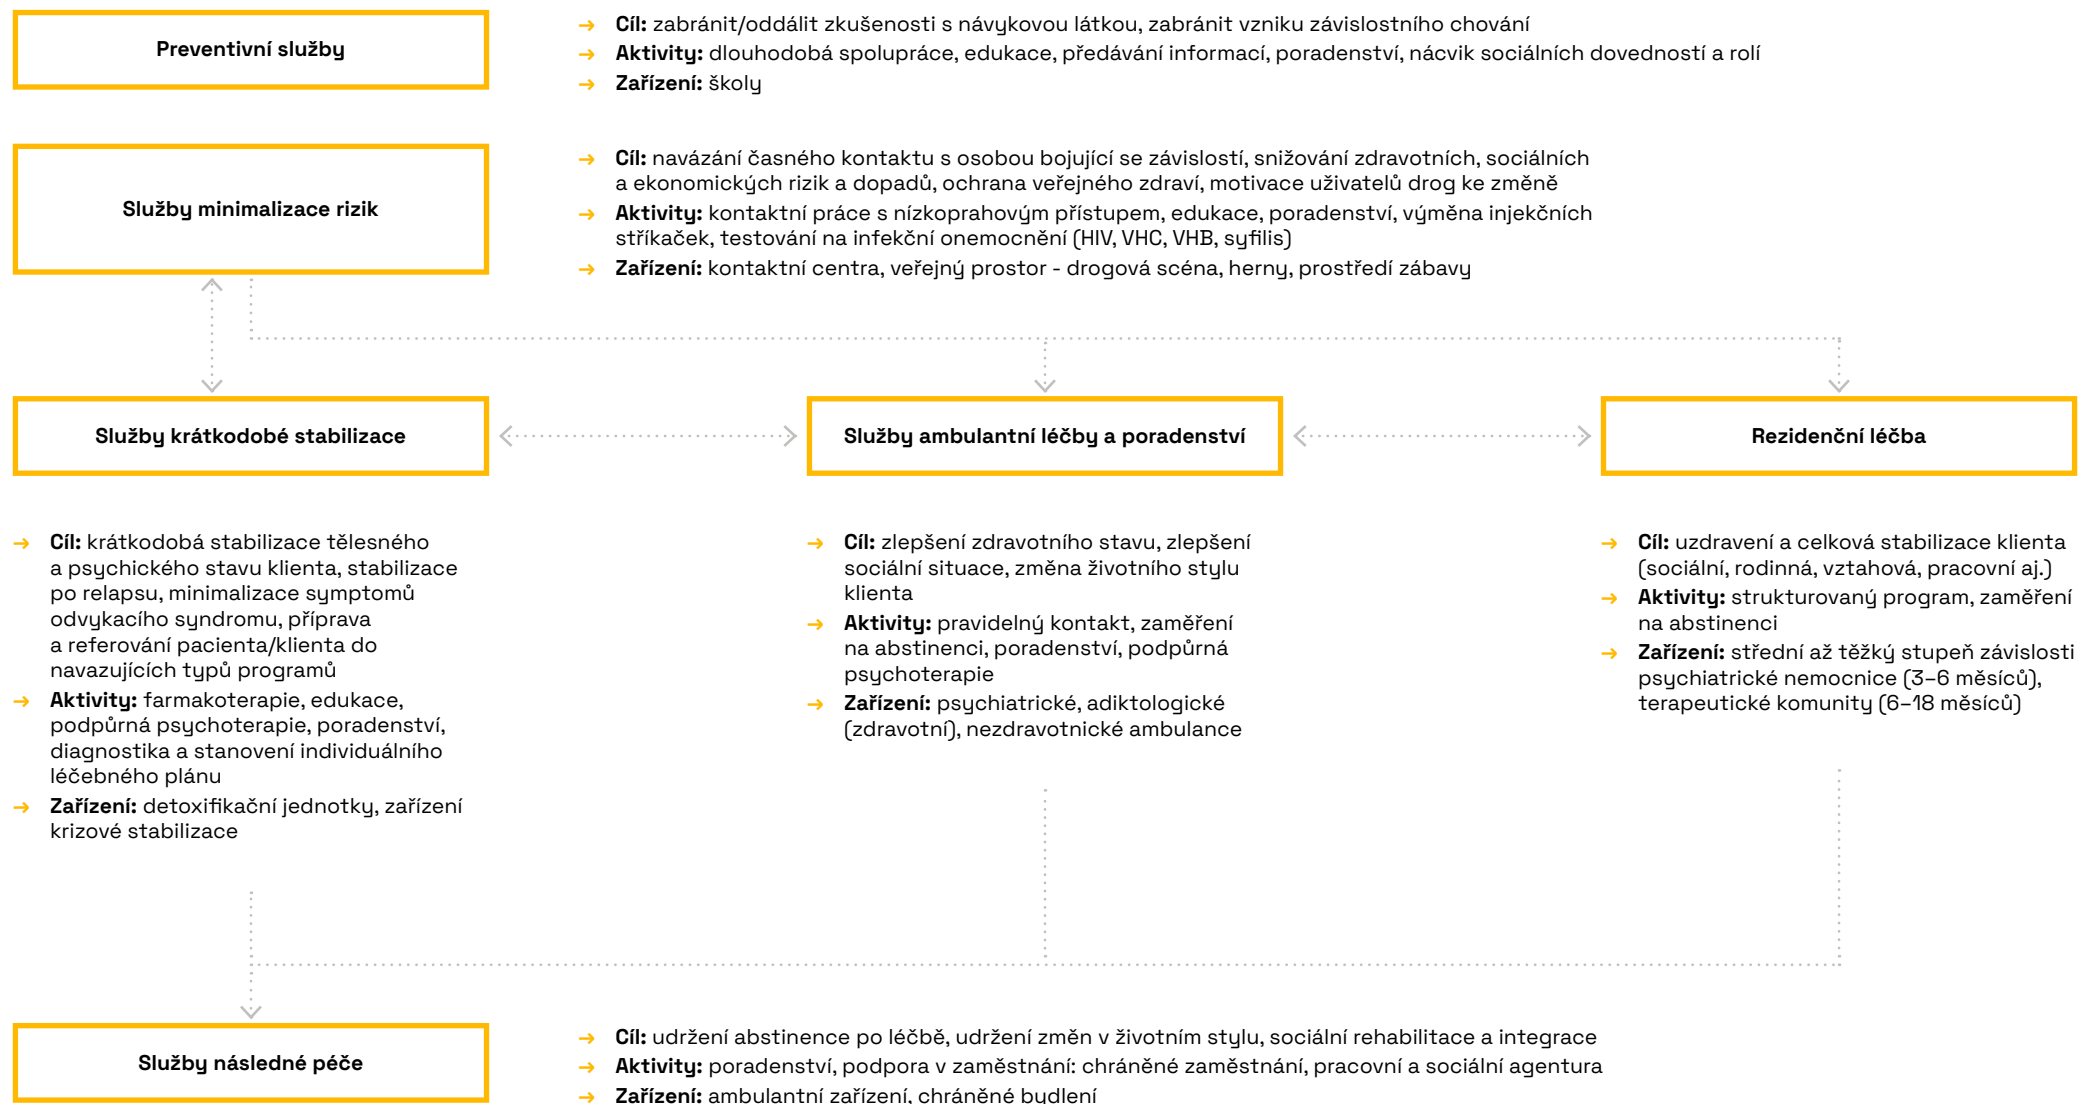 Preventivní služby
→ Cíl: zabránit/oddálit zkušenosti s návykovou látkou, zabránit vzniku závislostního chování
→ Aktivity: dlouhodobá spolupráce, edukace, předávání informací, poradenství, nácvik sociálních dovedností a rolí
→ Zařízení: školy
Služby minimalizace rizik
→ Cíl: navázání časného kontaktu s osobou bojující se závislostí, snižování zdravotních, sociálních
a ekonomických rizik a dopadů, ochrana veřejného zdraví, motivace uživatelů drog ke změně
→ Aktivity: kontaktní práce s nízkoprahovým přístupem, edukace, poradenství, výměna injekčních
stříkaček, testování na infekční onemocnění (HIV, VHC, VHB, syfilis)
→ Zařízení: kontaktní centra, veřejný prostor - drogová scéna, herny, prostředí zábavy
Služby krátkodobé stabilizace
Služby ambulantní léčby a poradenství
Rezidenční léčba
→ Cíl: krátkodobá stabilizace tělesného
a psychického stavu klienta, stabilizace
po relapsu, minimalizace symptomů
odvykacího syndromu, příprava
a referování pacienta/klienta do
navazujících typů programů
→ Aktivity: farmakoterapie, edukace,
podpůrná psychoterapie, poradenství,
diagnostika a stanovení individuálního
léčebného plánu
→ Zařízení: detoxifikační jednotky, zařízení
krizové stabilizace
→ Cíl: zlepšení zdravotního stavu, zlepšení
sociální situace, změna životního stylu
klienta
→ Aktivity: pravidelný kontakt, zaměření
na abstinenci, poradenství, podpůrná
psychoterapie
→ Zařízení: psychiatrické, adiktologické
(zdravotní), nezdravotnické ambulance
→ Cíl: uzdravení a celková stabilizace klienta
(sociální, rodinná, vztahová, pracovní aj.)
→ Aktivity: strukturovaný program, zaměření
na abstinenci
→ Zařízení: střední až těžký stupeň závislosti
psychiatrické nemocnice (3–6 měsíců),
terapeutické komunity (6–18 měsíců)
Služby následné péče
→ Cíl: udržení abstinence po léčbě, udržení změn v životním stylu, sociální rehabilitace a integrace
→ Aktivity: poradenství, podpora v zaměstnání: chráněné zaměstnání, pracovní a sociální agentura
→ Zařízení: ambulantní zařízení, chráněné bydlení